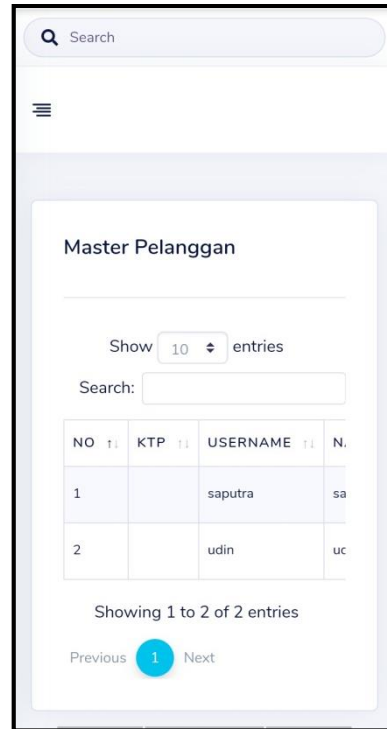 Search
Master Pelanggan
Show 10 entries
Search:
NO KTP USERNAME N
1 saputra sa
2 udin
Showing 1 to 2 of 2 entries
Previous 1 Next